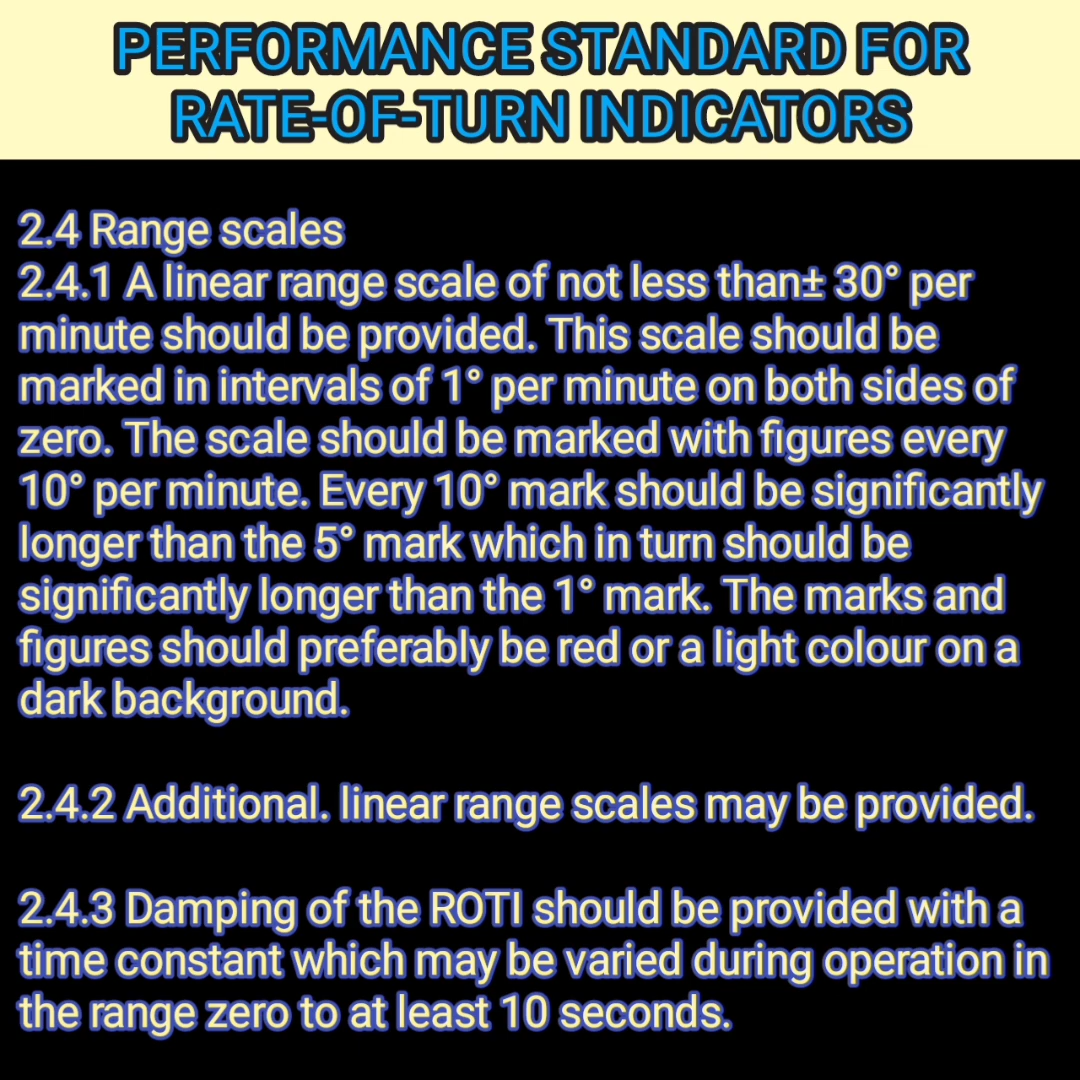 PERFORMANCE STANDARD FOR
RATE-OF-TURN INDICATORS
2.4 Range scales
2.4.1 A linear range scale of not less than± 30° per
minute should be provided. This scale should be
marked in intervals of 1° per minute on both sides of
zero. The scale should be marked with figures every
10° per minute. Every 10° mark should be significantly
longer than the 5° mark which in turn should be
significantly longer than the 1° mark. The marks and
figures should preferably be red or a light colour on a
dark background.
2.4.2 Additional. linear range scales may be provided.
2.4.3 Damping of the ROTI should be provided with a
time constant which may be varied during operation in
the range zero to at least 10 seconds.